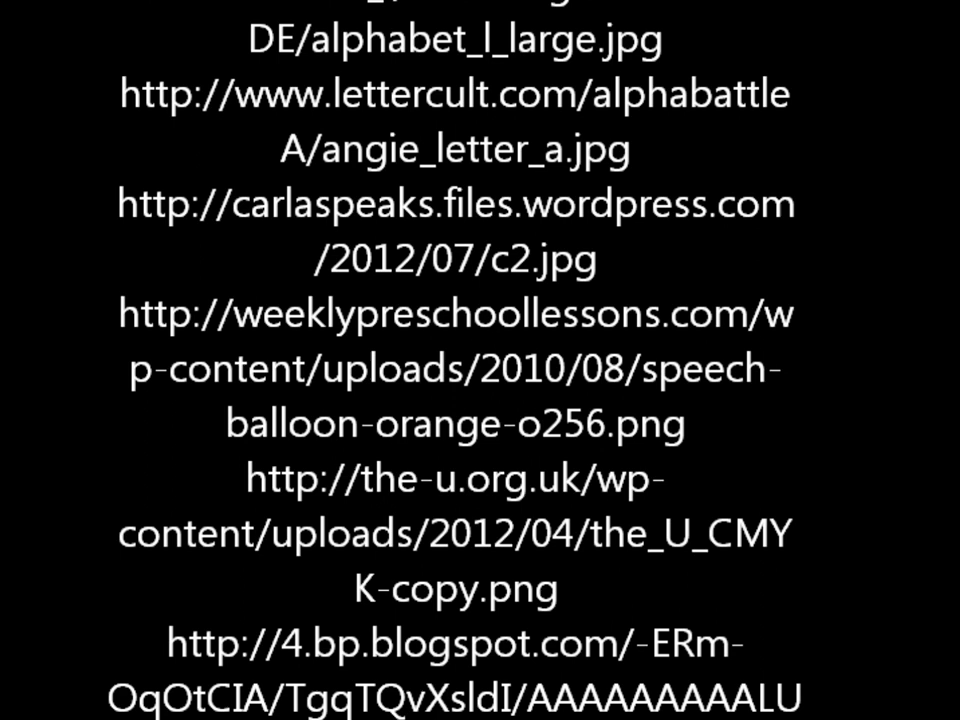 DE/alphabet_l_large.jpg
http://www.lettercult.com/alphabattle
A/angie_letter_a.jpg
http://carlaspeaks.files.wordpress.com
/2012/07/c2.jpg
http://weeklypreschoollessons.com/w
p-content/uploads/2010/08/speech-
balloon-orange-o256.png
http://the-u.org.uk/wp-
content/uploads/2012/04/the_U_CMY
K-copy.png
http://4.bp.blogspot.com/-ERm-
OqOtCIA/TgqTQvXsldI/AAAAAAAAALU